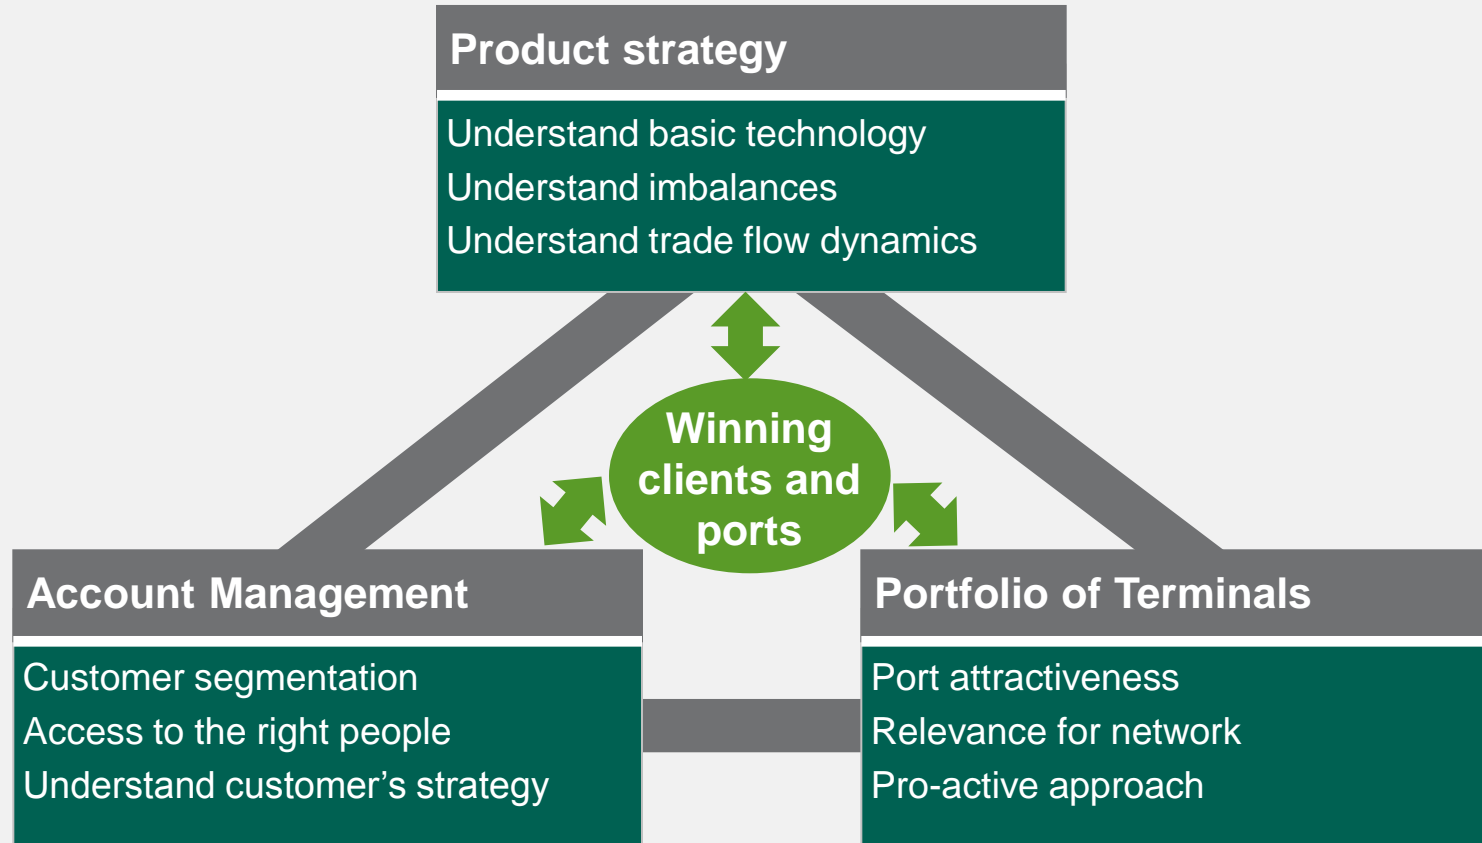 Product strategy
Understand basic technology
Understand imbalances
Understand trade flow dynamics
Winning
clients and
ports
Account Management
Customer segmentation
Access to the right people
Understand customer’s strategy
Portfolio of Terminals
Port attractiveness
Relevance for network
Pro-active approach